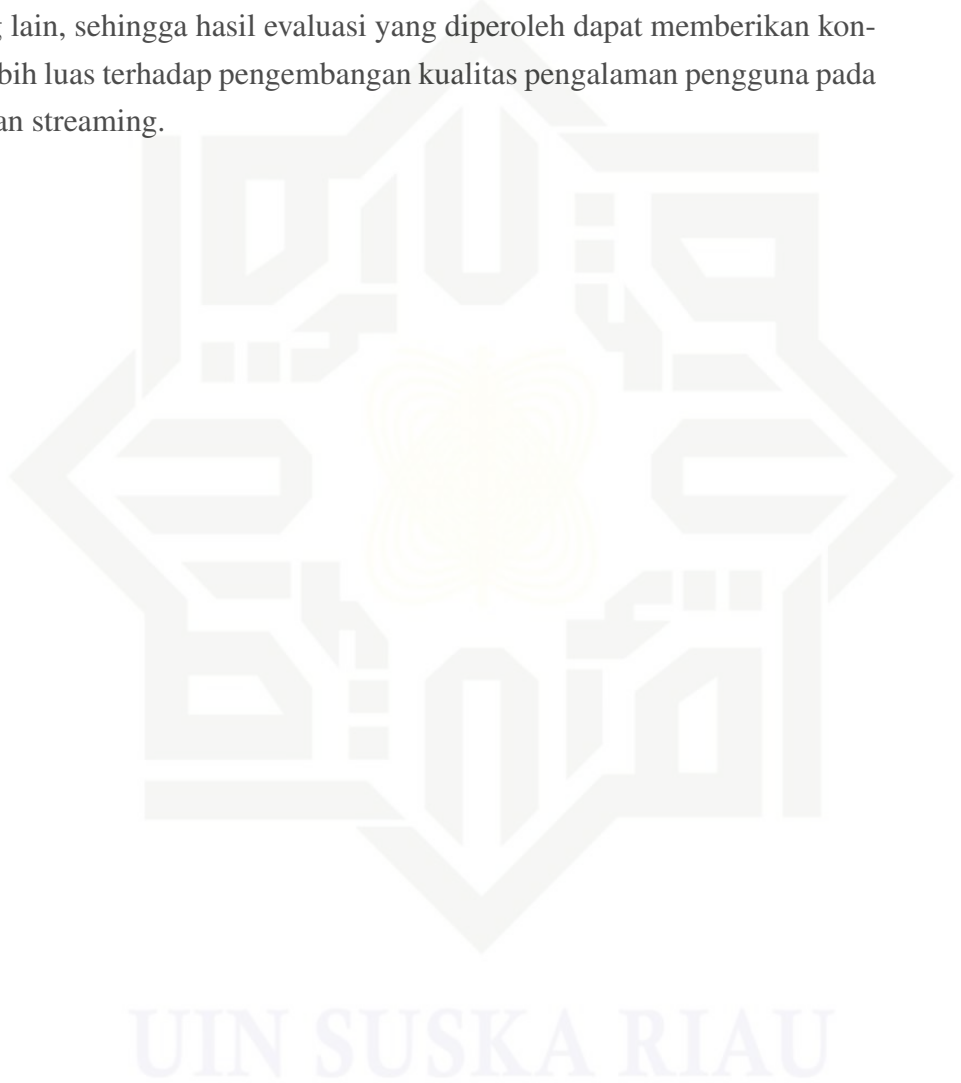 lain, sehingga hasil evaluasi yang diperoleh dapat memberikan kon-
bih luas terhadap pengembangan kualitas pengalaman pengguna pada
an streaming.
UIN SUSKA RIAU